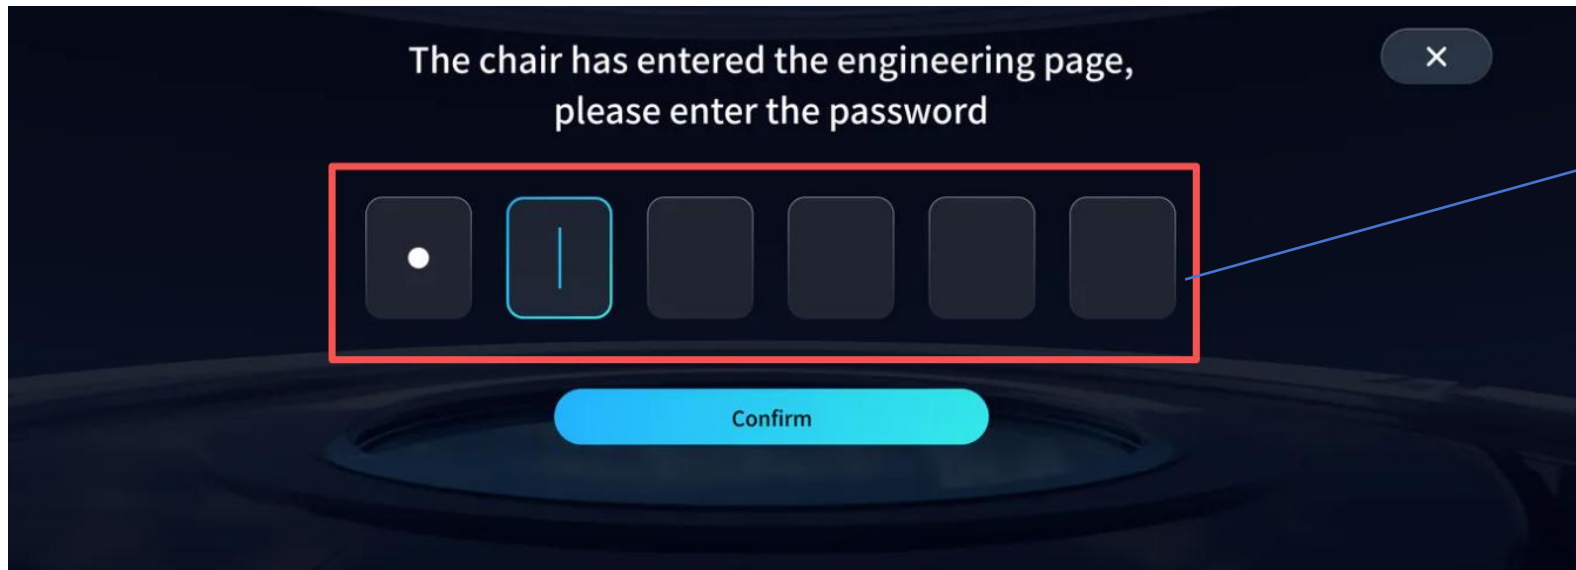 The chair has entered the engineering page,
please enter the password
Confirm